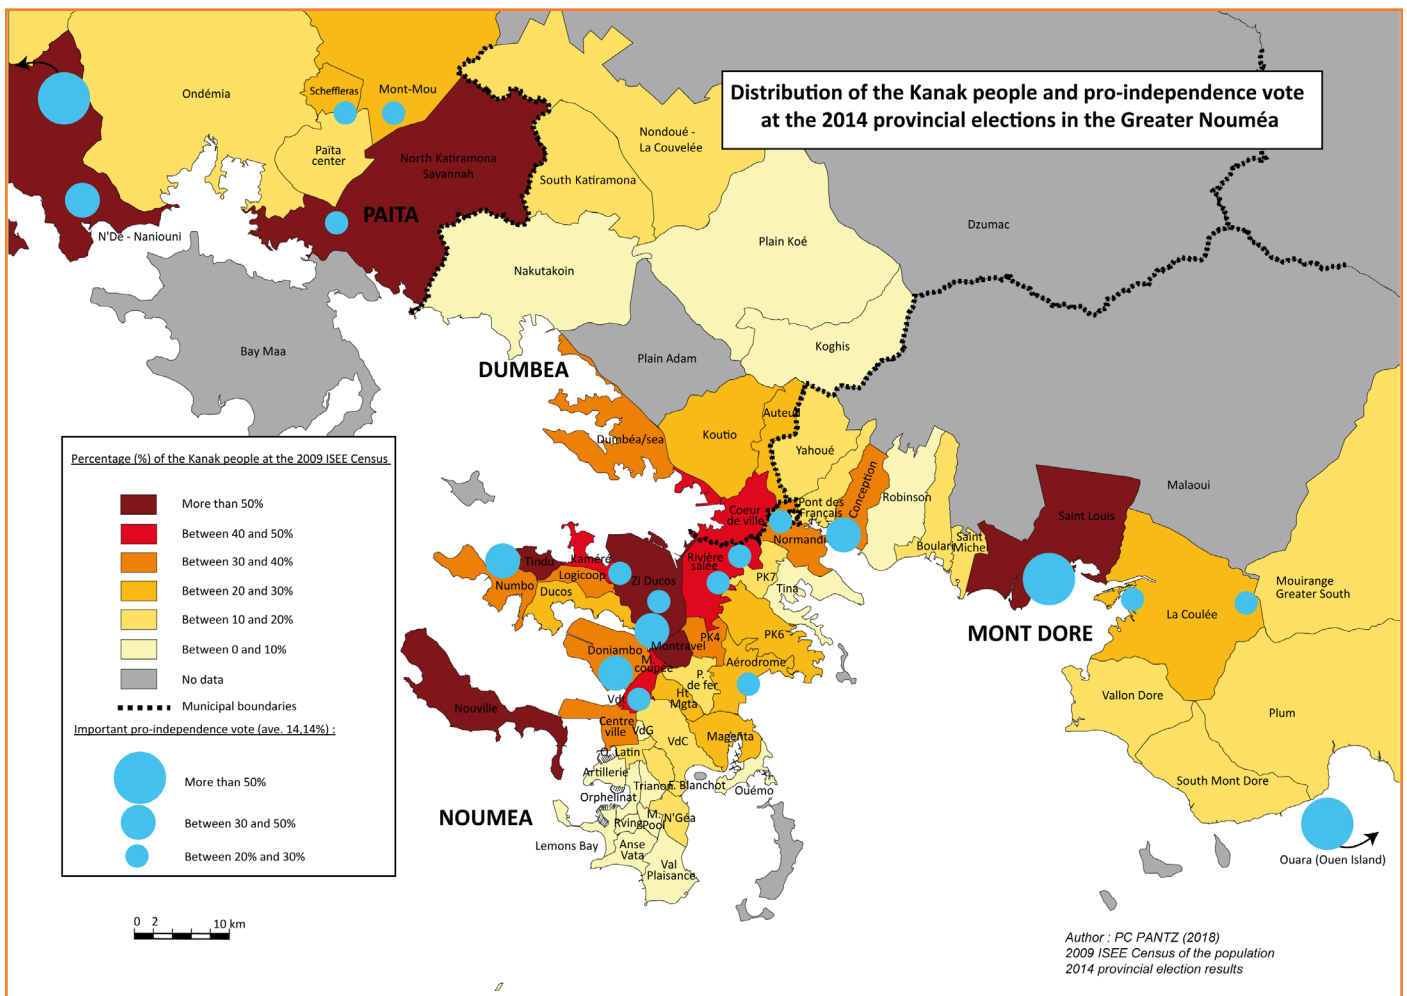 Distribution of the Kanak people and pro-independence vote
at the 2014 provincial elections in the Greater Nouméa
Ondémia
Scheffleras
Mont-Mou
Païta
center
North Katiramona
Savannah
PAITA
N'Dé - Naniouni
Nondoué -
La Couvelée
South Katiramona
Plain Koé
Dzumac
Nakutakoin
Koghis
Bay Maa
Plain Adam
DUMBEA
Auteuil
Koutio
Dumbéa/sea
Yahoué
Conception
Pont des
Français
Robinson
Coeur
de ville
Normandie
Boulari
Saint
Michel
Saint Louis
Malaoui
Mouirange
Greater South
La Coulée
MONT DORE
Vallon Dore
Plum
South Mont Dore
Ouara (Ouen Island)
Kaméré
Tindu
Logicoop
Numbo
Ducos
ZI Ducos
Rivière
salée
PK7
Tina
PK4
PK6
Montravel
Doniambo
M.
coupée
Aérodrome
P.
de fer
Ht
Mgta
Vdt
Nouville
Centre
ville
VdG
VdC
Magenta
Q. Latin
Artillerie
Trianon
F. Blanchot
Ouémo
Orphelinat
M.
Pool
N'Géa
Rving
NOUMEA
Lemons Bay
Anse
Vata
Val
Plaisance
Percentage (%) of the Kanak people at the 2009 ISEE Census
More than 50%
Between 40 and 50%
Between 30 and 40%
Between 20 and 30%
Between 10 and 20%
Between 0 and 10%
No data
Municipal boundaries
Important pro-independence vote (ave. 14,14%) :
More than 50%
Between 30 and 50%
Between 20% and 30%
0 2 10 km
Author : PC PANTZ (2018)
2009 ISEE Census of the population
2014 provincial election results